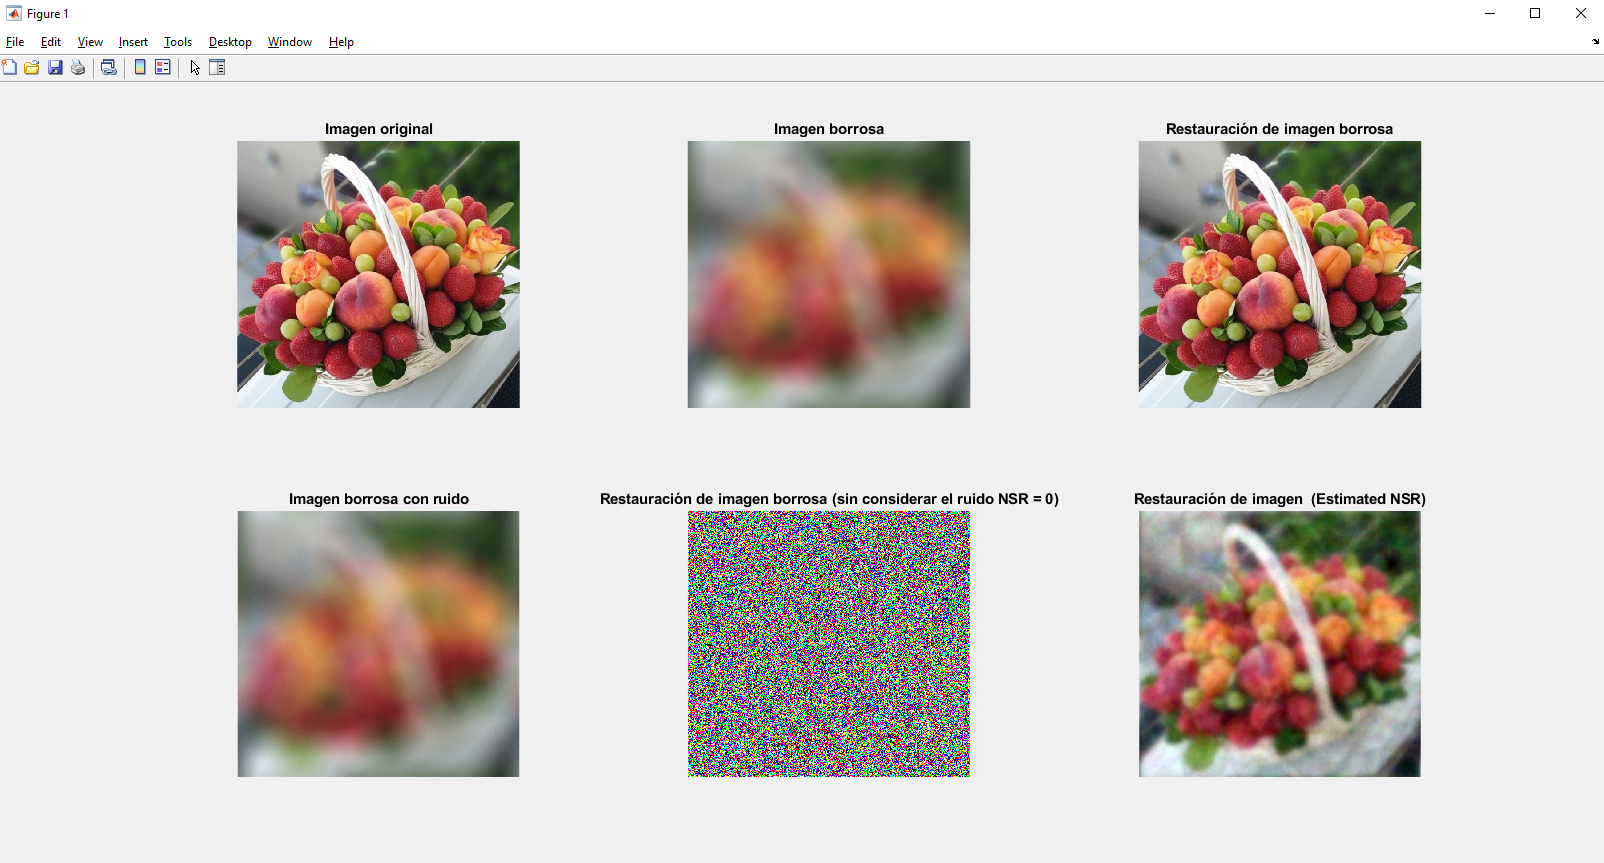 Figure 1
File Edit View Insert Tools Desktop Window Help
Imagen original
Imagen borrosa
Restauración de imagen borrosa
Imagen borrosa con ruido
Restauración de imagen borrosa (sin considerar el ruido NSR = 0)
Restauración de imagen  (Estimated NSR)